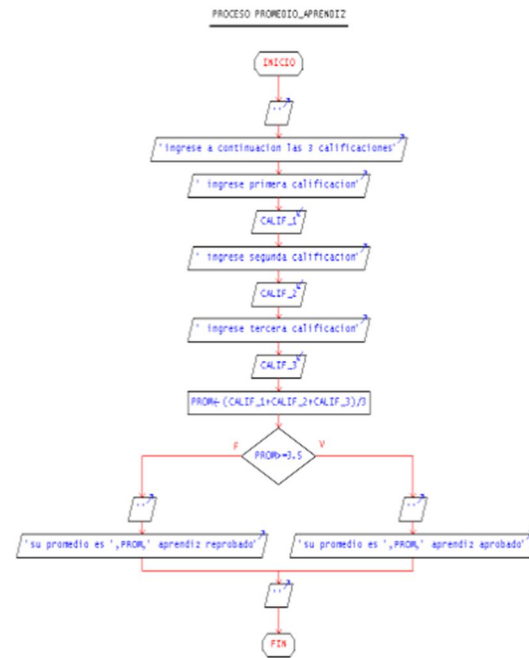 PROCESO PROMEDIO_APRENDIZ
INICIO
''
'ingrese a continuacion las 3 calificaciones'
' ingrese primera calificacion'
CALIF_1
' ingrese segunda calificacion'
CALIF_2
' ingrese tercera calificacion'
CALIF_3
PROM←(CALIF_1+CALIF_2+CALIF_3)/3
F
PROM>=3.5
V
''
''
'su promedio es ',PROM,' aprendiz reprobado'
'su promedio es ',PROM,' aprendiz aprobado'
''
FIN